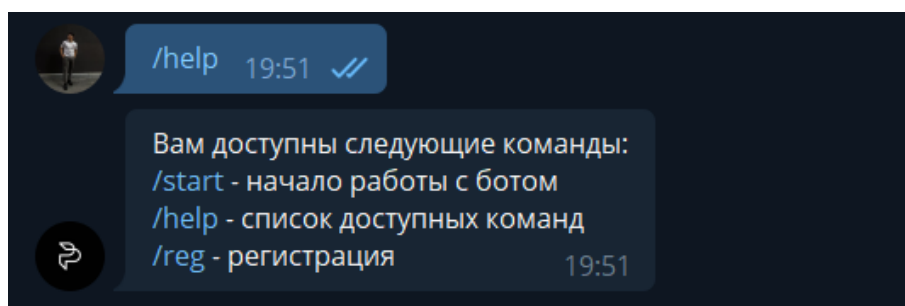 /help 19:51
Вам доступны следующие команды:
/start - начало работы с ботом
/help - список доступных команд
/reg - регистрация 19:51